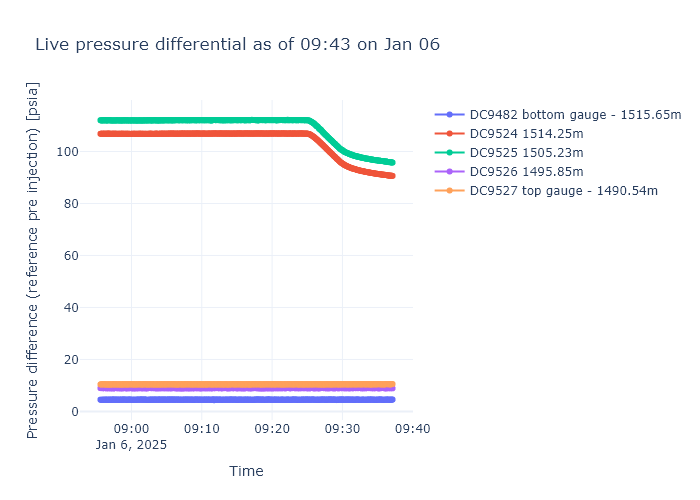 Live pressure differential as of 09:43 on Jan 06
Pressure difference (reference pre injection) [psia]
100
80
60
40
20
0
09:00
Jan 6, 2025
09:10
09:20
09:30
09:40
Time
DC9482 bottom gauge - 1515.65m
DC9524 1514.25m
DC9525 1505.23m
DC9526 1495.85m
DC9527 top gauge - 1490.54m